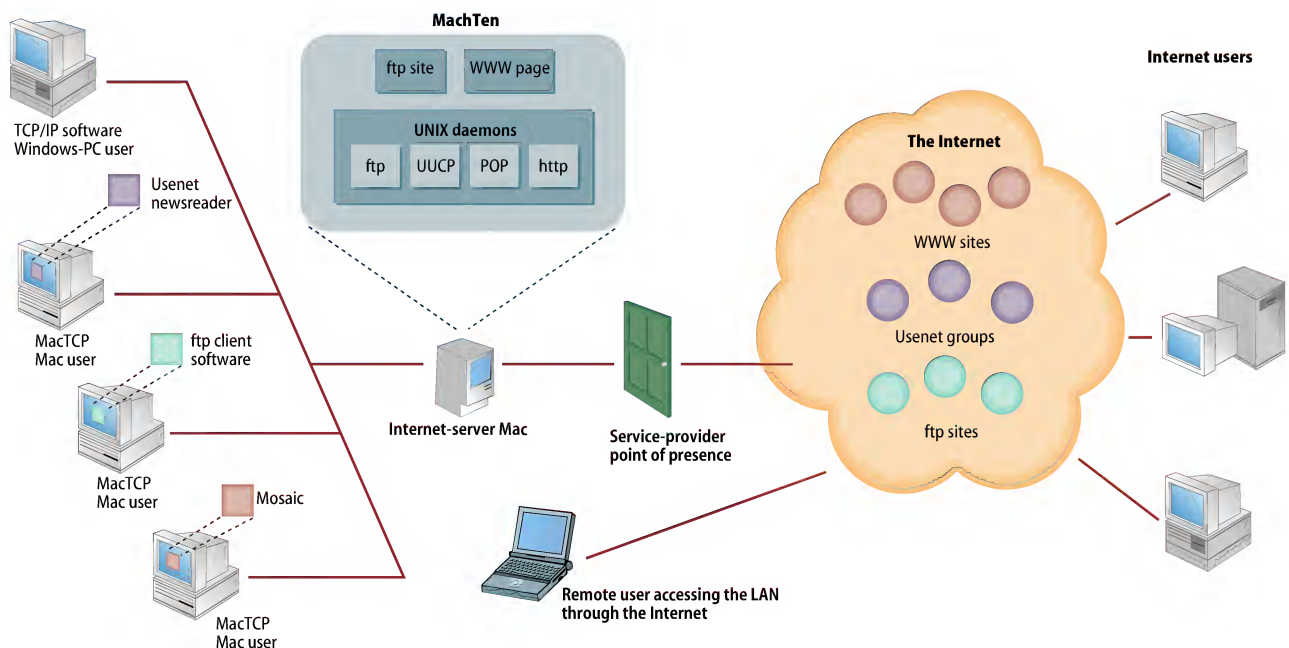 MachTen
ftp site
WWW page
UNIX daemons
ftp
UUCP
POP
http
TCP/IP software
Windows-PC user
Usenet
newsreader
MacTCP
Mac user
ftp client
software
MacTCP
Mac user
Mosaic
MacTCP
Mac user
Internet-server Mac
Service-provider
point of presence
Remote user accessing the LAN
through the Internet
The Internet
WWW sites
Usenet groups
ftp sites
Internet users